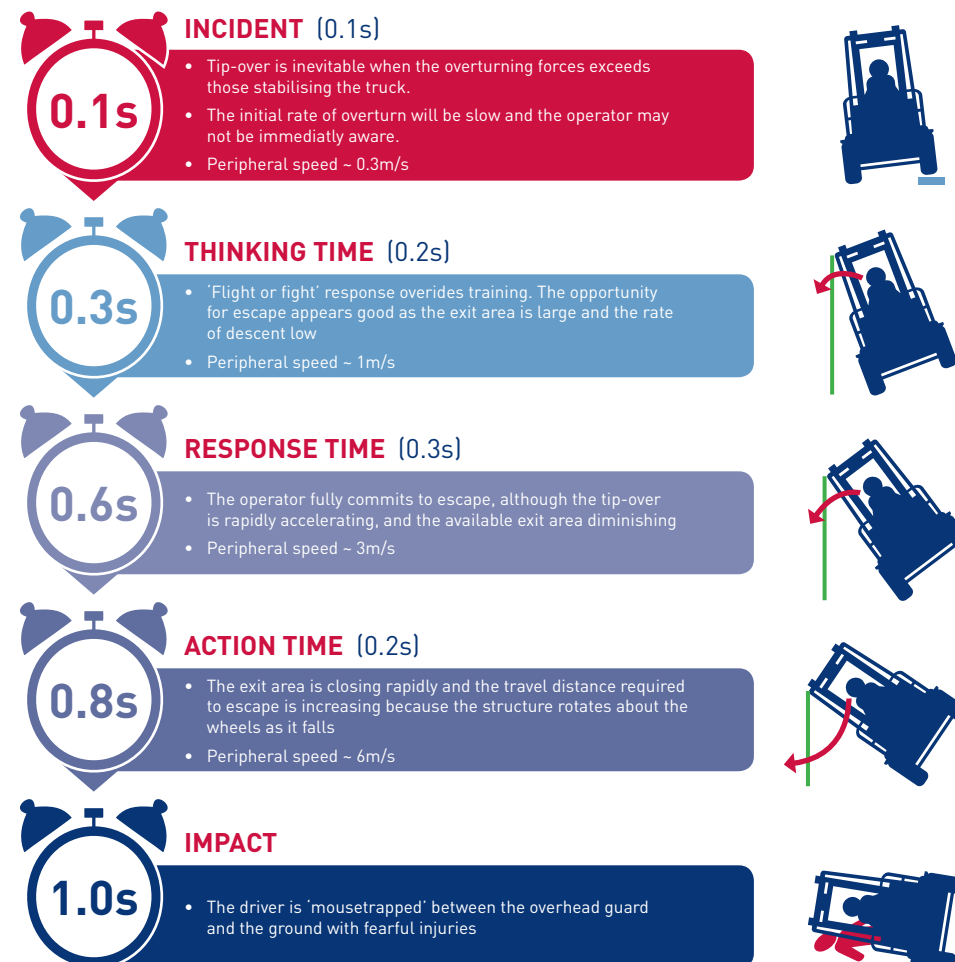 INCIDENT (0.1s)
0.1s
• Tip-over is inevitable when the overturning forces exceeds
those stabilising the truck.
• The initial rate of overturn will be slow and the operator may
not be immediatly aware.
• Peripheral speed ~ 0.3m/s
THINKING TIME (0.2s)
0.3s
• ‘Flight or fight’ response overides training. The opportunity
for escape appears good as the exit area is large and the rate
of descent low
• Peripheral speed ~ 1m/s
RESPONSE TIME (0.3s)
0.6s
• The operator fully commits to escape, although the tip-over
is rapidly accelerating, and the available exit area diminishing
• Peripheral speed ~ 3m/s
ACTION TIME (0.2s)
0.8s
• The exit area is closing rapidly and the travel distance required
to escape is increasing because the structure rotates about the
wheels as it falls
• Peripheral speed ~ 6m/s
IMPACT
1.0s
• The driver is ‘mousetrapped’ between the overhead guard
and the ground with fearful injuries